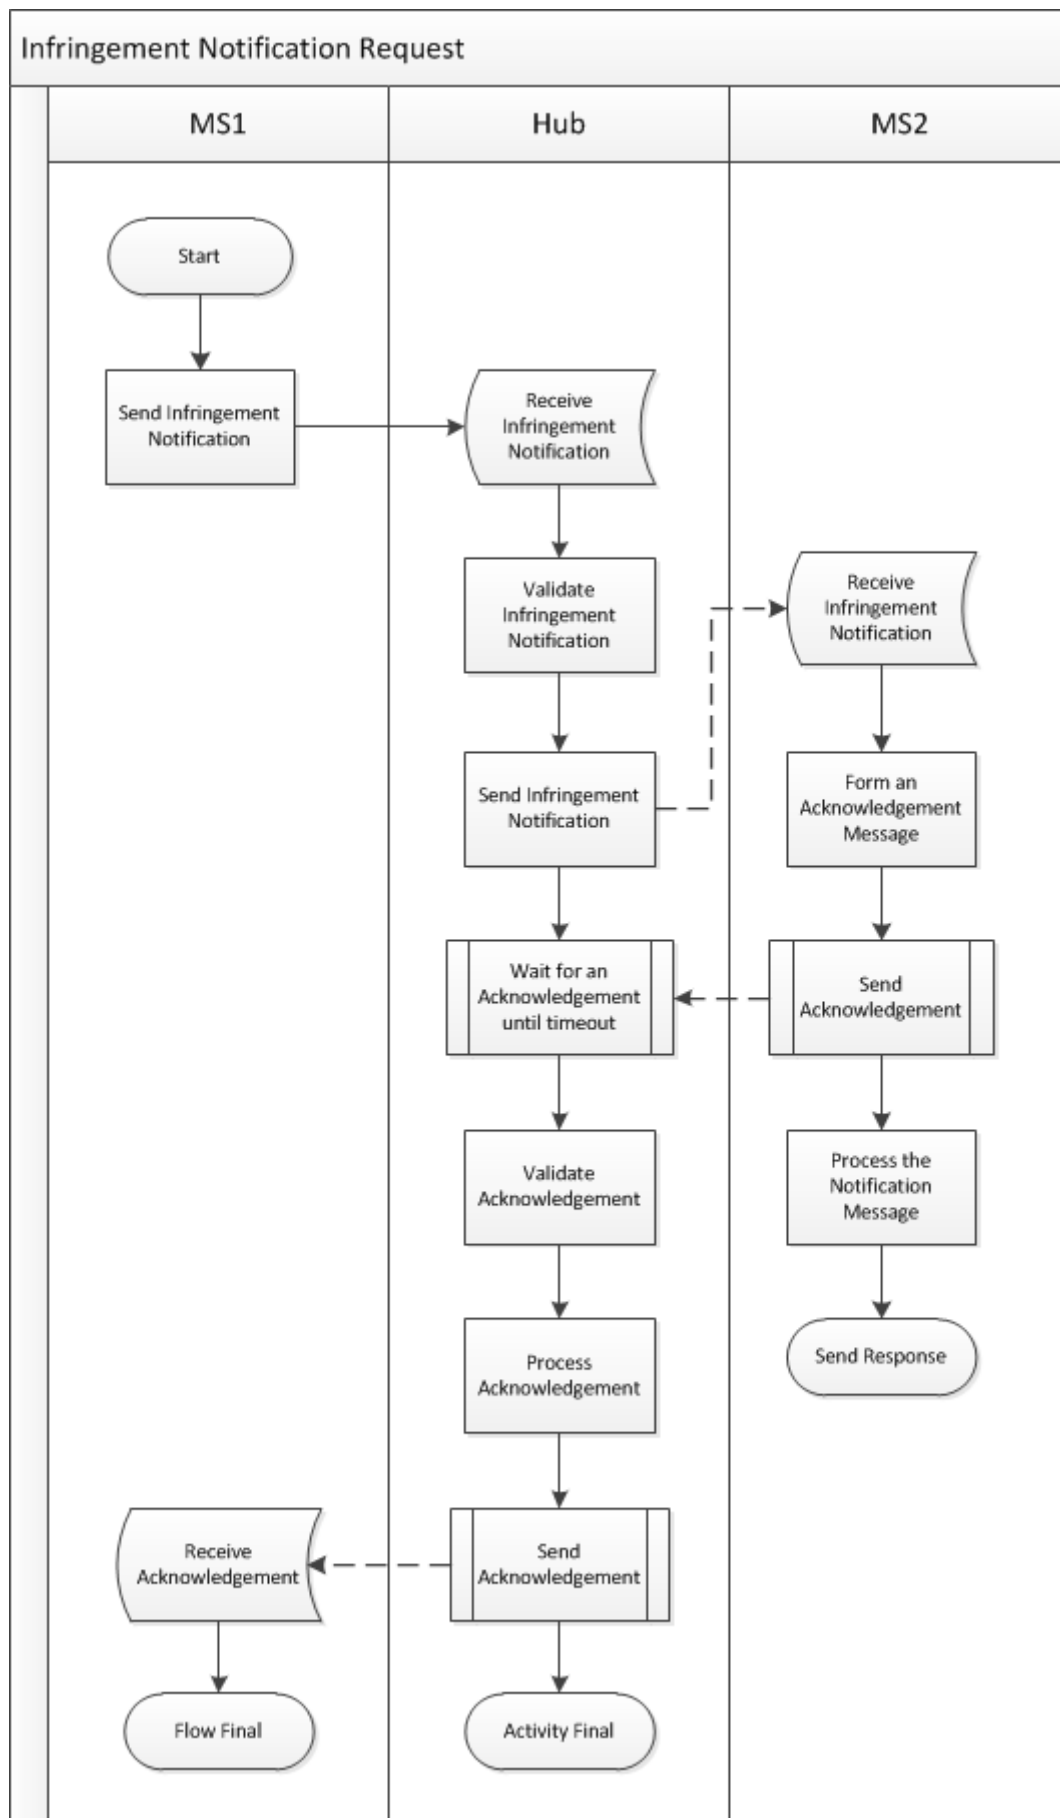 Infringement Notification Request
MS1
Hub
MS2
Start
Send Infringement
Notification
Receive
Infringement
Notification
Validate
Infringement
Notification
Receive
Infringement
Notification
Send Infringement
Notification
Form an
Acknowledgement
Message
Wait for an
Acknowledgement
until timeout
Send
Acknowledgement
Validate
Acknowledgement
Process the
Notification
Message
Process
Acknowledgement
Send Response
Receive
Acknowledgement
Send
Acknowledgement
Flow Final
Activity Final